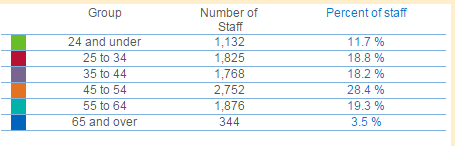 Group Number of Staff Percent of staff
24 and under 1,132 11.7 %
25 to 34 1,825 18.8 %
35 to 44 1,768 18.2 %
45 to 54 2,752 28.4 %
55 to 64 1,876 19.3 %
65 and over 344 3.5 %